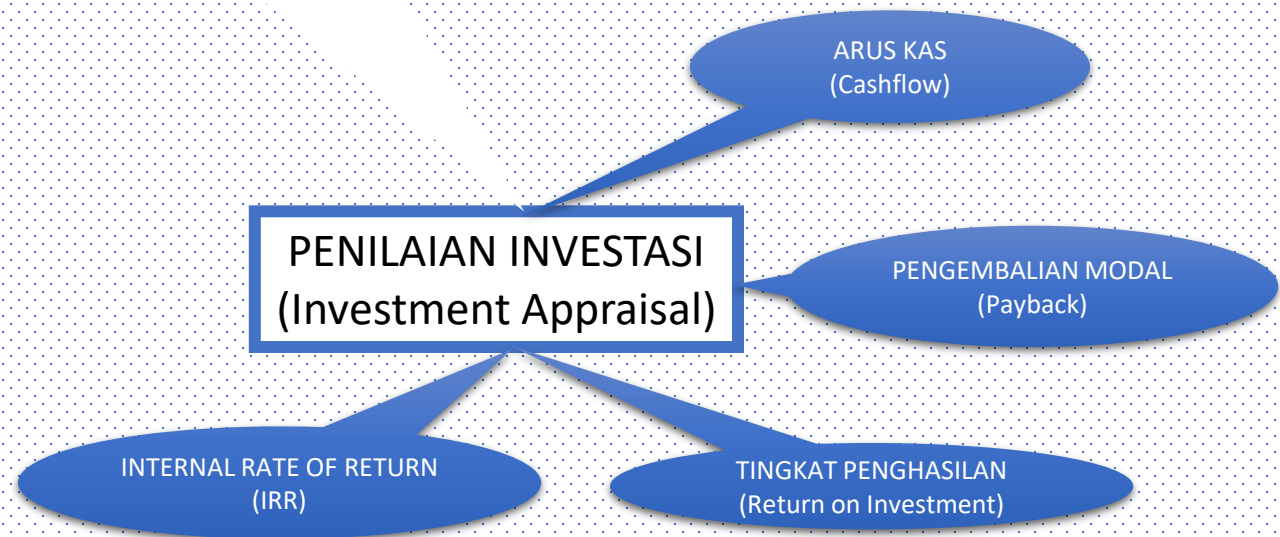 ARUS KAS
(Cashflow)
PENILAIAN INVESTASI
(Investment Appraisal)
PENGEMBALIAN MODAL
(Payback)
INTERNAL RATE OF RETURN
(IRR)
TINGKAT PENGHASILAN
(Return on Investment)